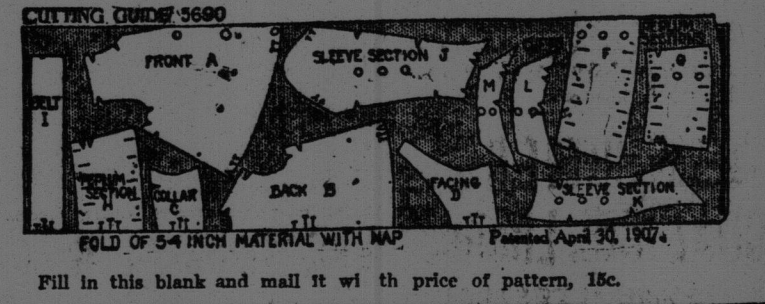 CUTTING GUIDE 5690
FRONT A
SLEEVE SECTION J
M
L
F
G
BELT
I
SECTION
H
COLLAR
C
BACK B
FACING
D
SLEEVE SECTION
K
FOLD OF 54 INCH MATERIAL WITH NAP
Patented April 30, 1907.
Fill in this blank and mail it wi th price of pattern, 15c.